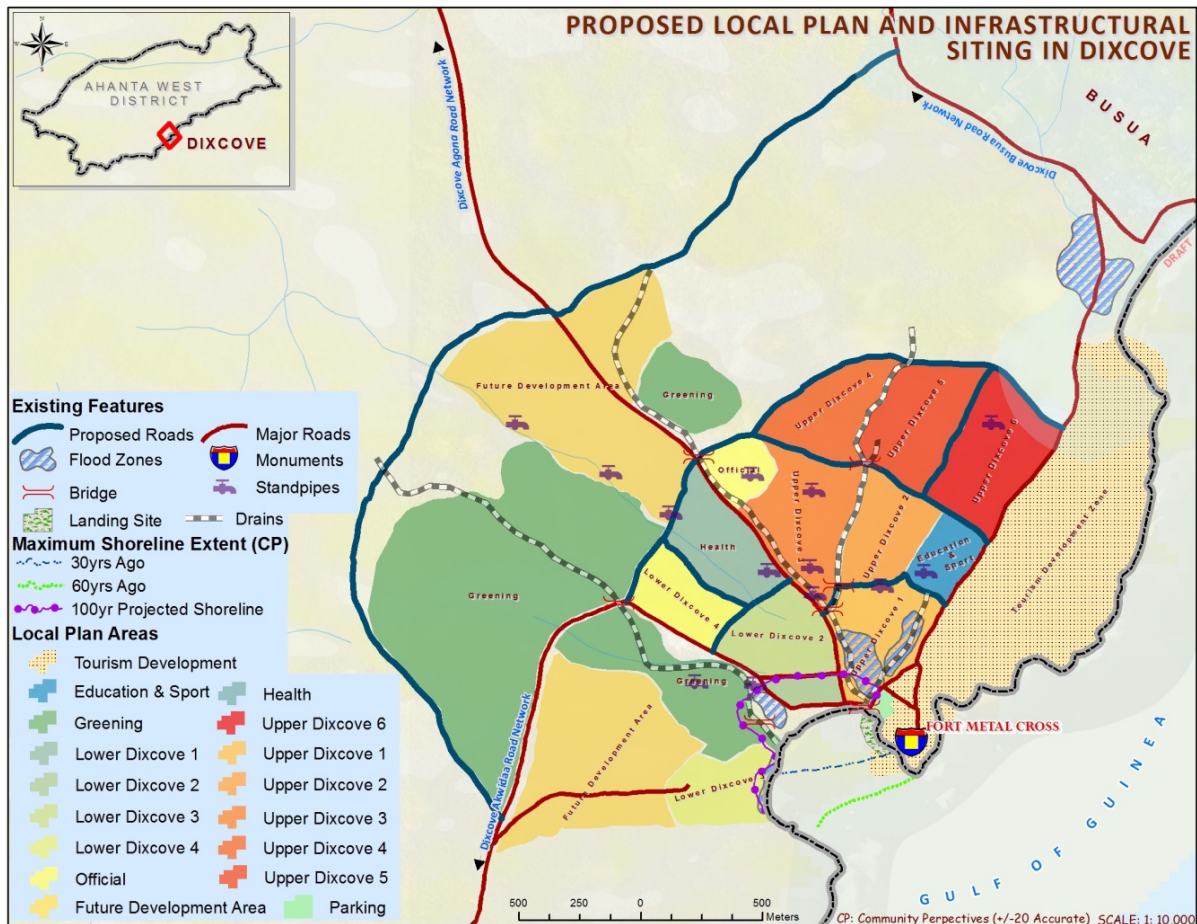 PROPOSED LOCAL PLAN AND INFRASTRUCTURAL
SITING IN DIXCOVE
N
W
E
S
AHANTA WEST
DISTRICT
DIXCOVE
Dixcove Agona Road Network
Dixcove Busua Road Network
BUSUA
DRAFT
Future Development Area
Greening
Upper Dixcove 4
Upper Dixcove 5
Upper Dixcove 6
Official
Upper Dixcove
Upper Dixcove 2
Education
&
Sport
Health
Tourism Development Zone
Greening
Lower Dixcove 4
Lower Dixcove 2
Upper Dixcove 1
Greening
Future Development Area
Lower Dixcove
Dixcove Akwidaa Road Network
FORT METAL CROSS
GULF OF GUINEA
Existing Features
Proposed Roads
Major Roads
Flood Zones
Monuments
Bridge
Standpipes
Landing Site
Drains
Maximum Shoreline Extent (CP)
30yrs Ago
60yrs Ago
100yr Projected Shoreline
Local Plan Areas
Tourism Development
Education & Sport
Health
Greening
Upper Dixcove 6
Lower Dixcove 1
Upper Dixcove 1
Lower Dixcove 2
Upper Dixcove 2
Lower Dixcove 3
Upper Dixcove 3
Lower Dixcove 4
Upper Dixcove 4
Official
Upper Dixcove 5
Future Development Area
Parking
500 250 0 500
Meters
CP: Community Perpectives (+/-20 Accurate) SCALE: 1: 10 000